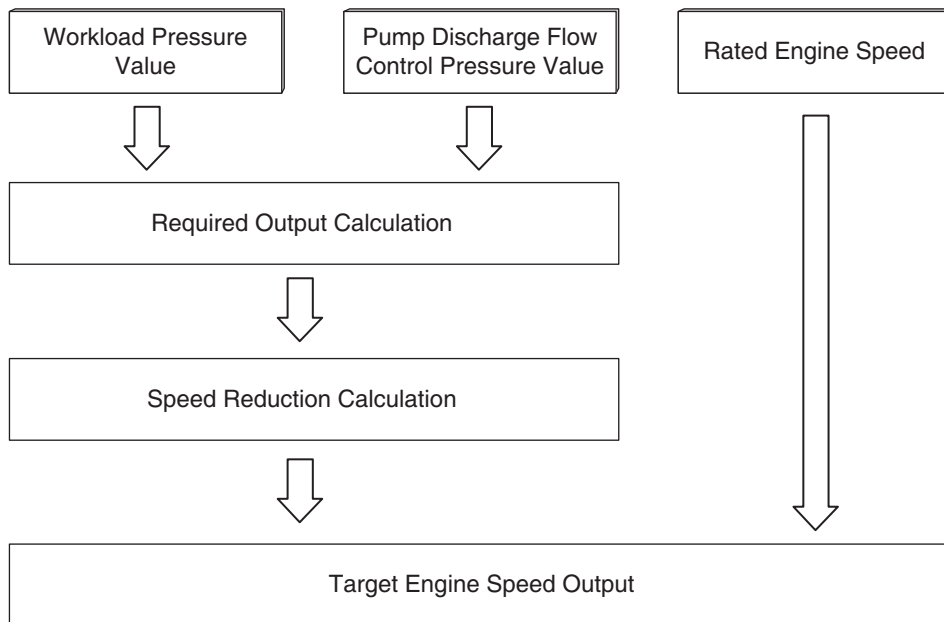 Workload Pressure
Value
Pump Discharge Flow
Control Pressure Value
Rated Engine Speed
Required Output Calculation
Speed Reduction Calculation
Target Engine Speed Output